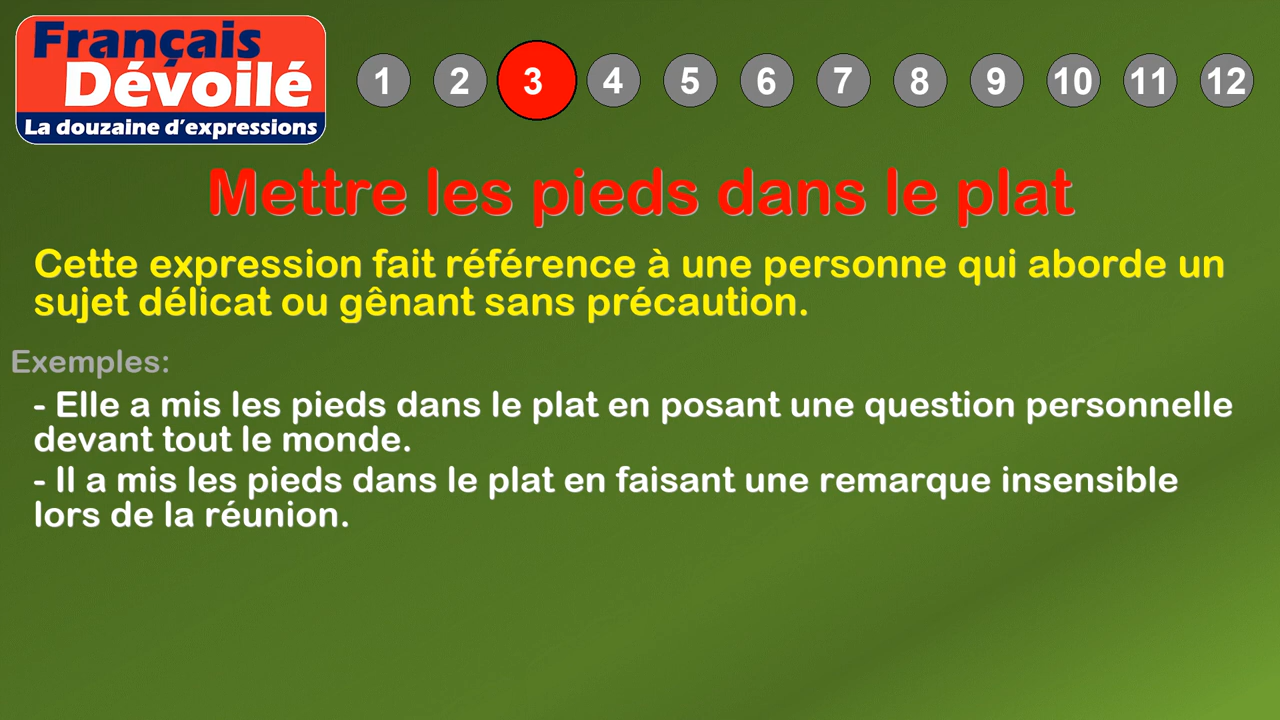 Français
Dévoilé
La douzaine d'expressions
1 2 3 4 5 6 7 8 9 10 11 12
Mettre les pieds dans le plat
Cette expression fait référence à une personne qui aborde un
sujet délicat ou gênant sans précaution.
Exemples:
- Elle a mis les pieds dans le plat en posant une question personnelle
devant tout le monde.
- Il a mis les pieds dans le plat en faisant une remarque insensible
lors de la réunion.